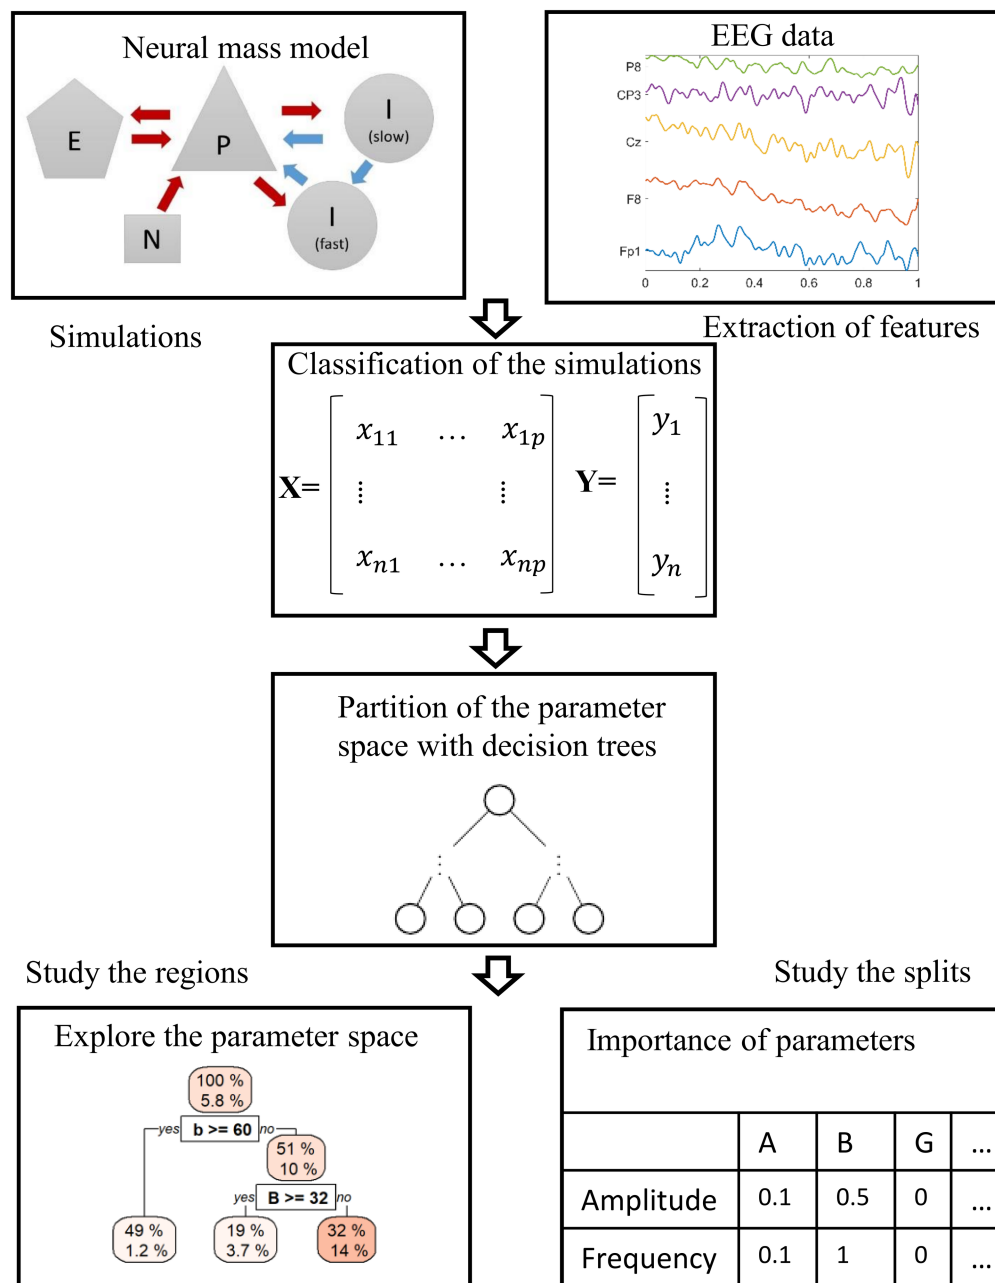 Neural mass model
E
P
I
(slow)
I
(fast)
N
EEG data
P8
CP3
Cz
F8
Fp1
0 0.2 0.4 0.6 0.8 1
Simulations
Extraction of features
Classification of the simulations
X= x11 … x1p Y= y1
⁞ ⁞ ⁞
xn1 … xnp yn
Partition of the parameter
space with decision trees
Study the regions
Study the splits
Explore the parameter space
100 %
5.8 %
yes b >= 60 no
51 %
10 %
yes B >= 32 no
49 %
1.2 %
19 %
3.7 %
32 %
14 %
Importance of parameters
A B G ...
Amplitude 0.1 0.5 0 ...
Frequency 0.1 1 0 ...